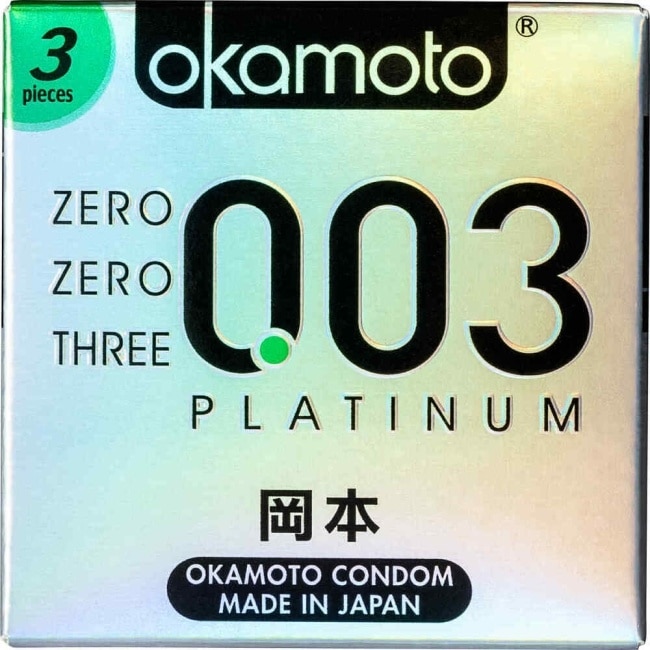 3
pieces
okamoto®
ZERO
ZERO
THREE
0.03
PLATINUM
岡本
OKAMOTO CONDOM
MADE IN JAPAN